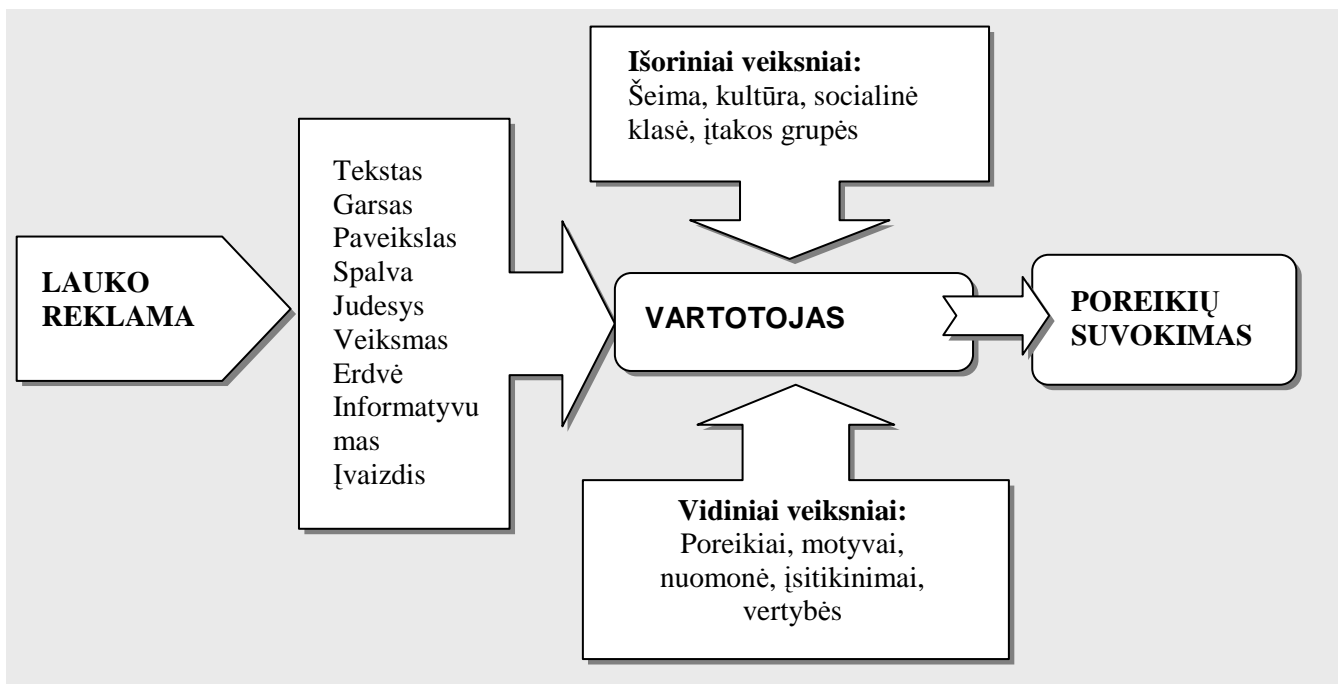 LAUKO
REKLAMA
Tekstas
Garsas
Paveikslas
Spalva
Judesys
Veiksmas
Erdvė
Informatyvu
mas
Įvaizdis
Išoriniai veiksniai:
Šeima, kultūra, socialinė
klasė, įtakos grupės
VARTOTOJAS
Vidiniai veiksniai:
Poreikiai, motyvai,
nuomonė, įsitikinimai,
vertybės
POREIKIŲ
SUVOKIMAS